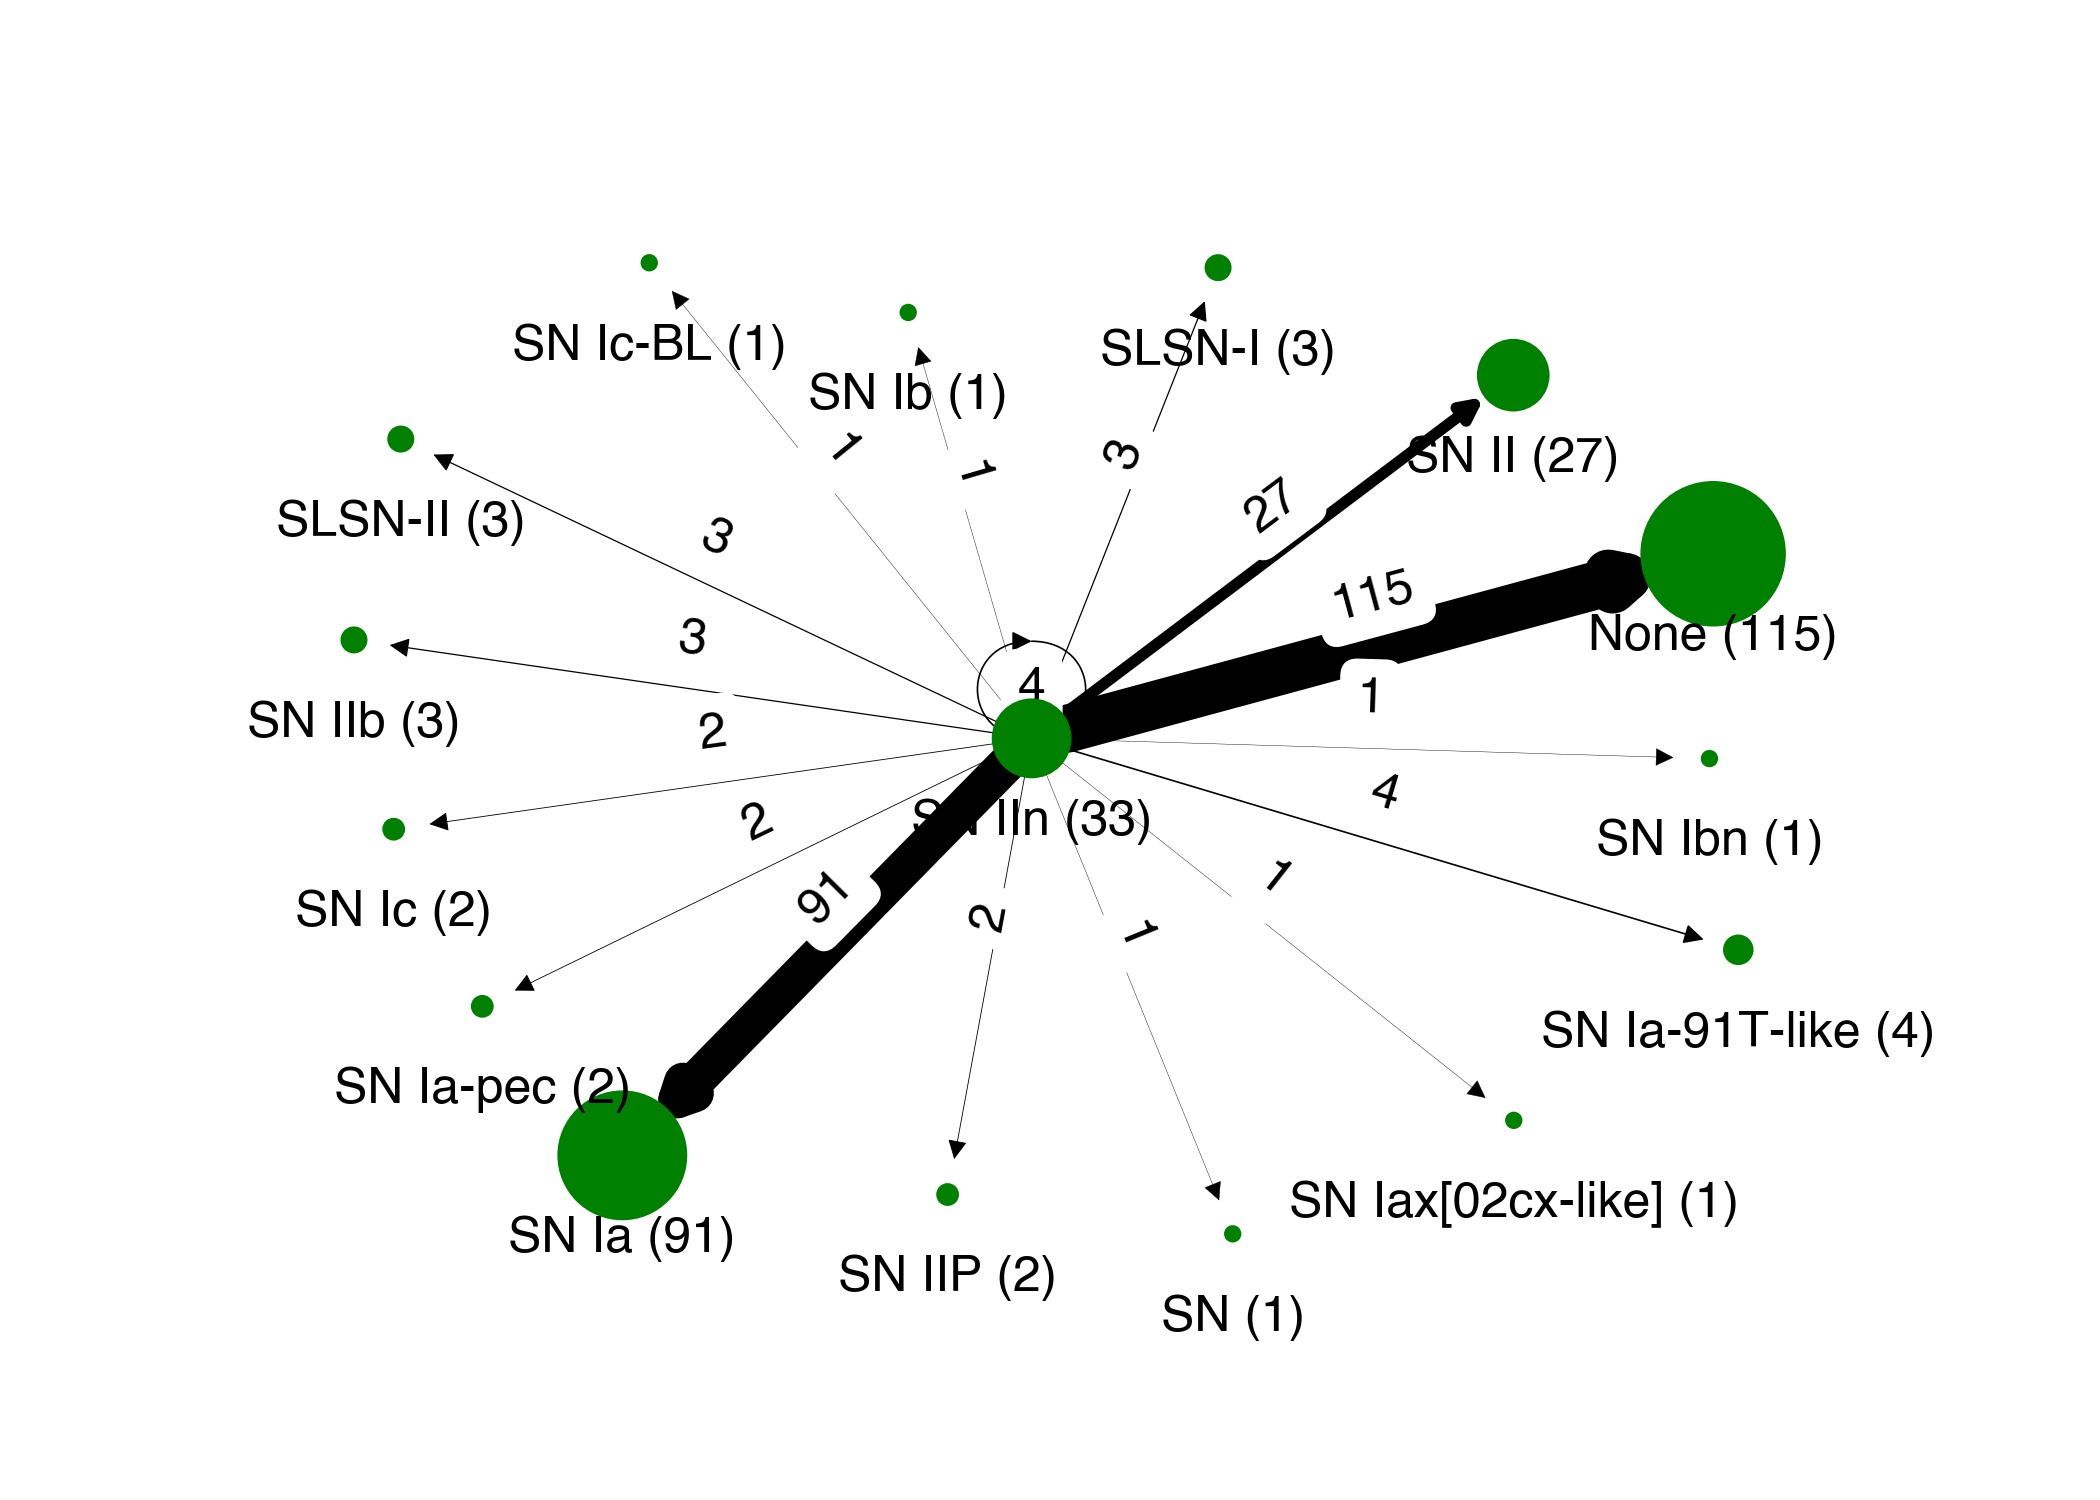 SN Ic-BL (1)
SN Ib (1)
SLSN-I (3)
SN II (27)
SLSN-II (3)
None (115)
SN IIb (3)
SN IIn (33)
SN Ibn (1)
SN Ic (2)
SN Ia-91T-like (4)
SN Ia-pec (2)
SN Iax[02cx-like] (1)
SN Ia (91)
SN IIP (2)
SN (1)
1
1
3
27
3
115
3
4
1
2
4
2
91
2
1
1